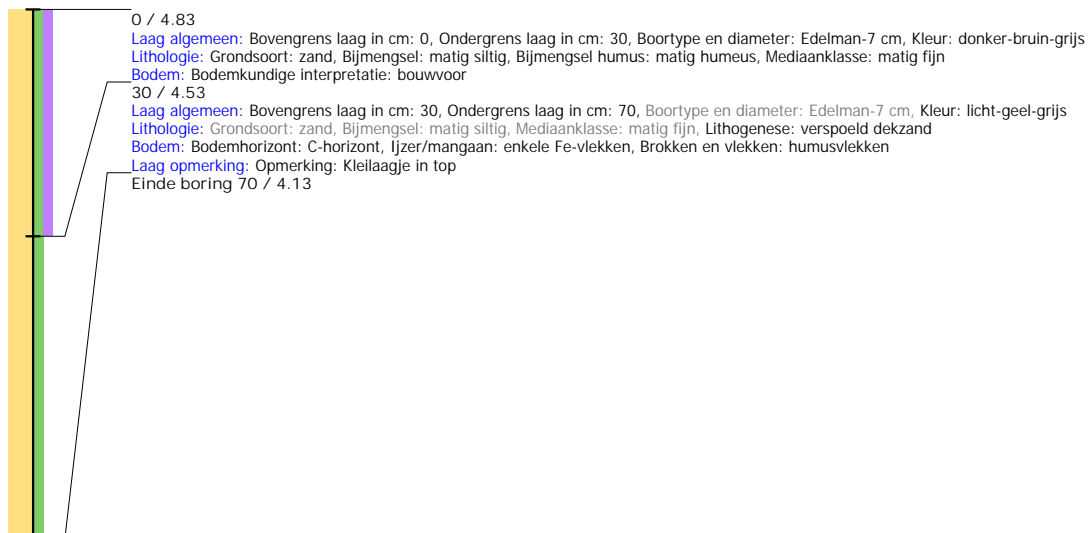 0 / 4.83
Laag algemeen: Bovengrens laag in cm: 0, Ondergrens laag in cm: 30, Boortype en diameter: Edelman-7 cm, Kleur: donker-bruin-grijs
Lithologie: Grondsoort: zand, Bijmengsel: matig siltig, Bijmengsel humus: matig humeus, Mediaanklasse: matig fijn
Bodem: Bodemkundige interpretatie: bouwvoor
30 / 4.53
Laag algemeen: Bovengrens laag in cm: 30, Ondergrens laag in cm: 70, Boortype en diameter: Edelman-7 cm, Kleur: licht-geel-grijs
Lithologie: Grondsoort: zand, Bijmengsel: matig siltig, Mediaanklasse: matig fijn, Lithogenese: verspoeld dekzand
Bodem: Bodemhorizont: C-horizont, Ijzer/mangaan: enkele Fe-vlekken, Brokken en vlekken: humusvlekken
Laag opmerking: Opmerking: Kleilaagje in top
Einde boring 70 / 4.13